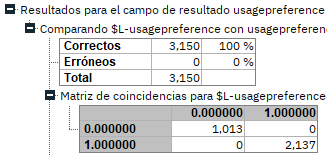 Resultados para el campo de resultado usagepreference
Comparando $L-usagepreference con usagepreferen
Correctos 3,150 100 %
Erróneos 0 0 %
Total 3,150
Matriz de coincidencias para $L-usagepreference
0.000000 1.000000
0.000000 1,013 0
1.000000 0 2,137